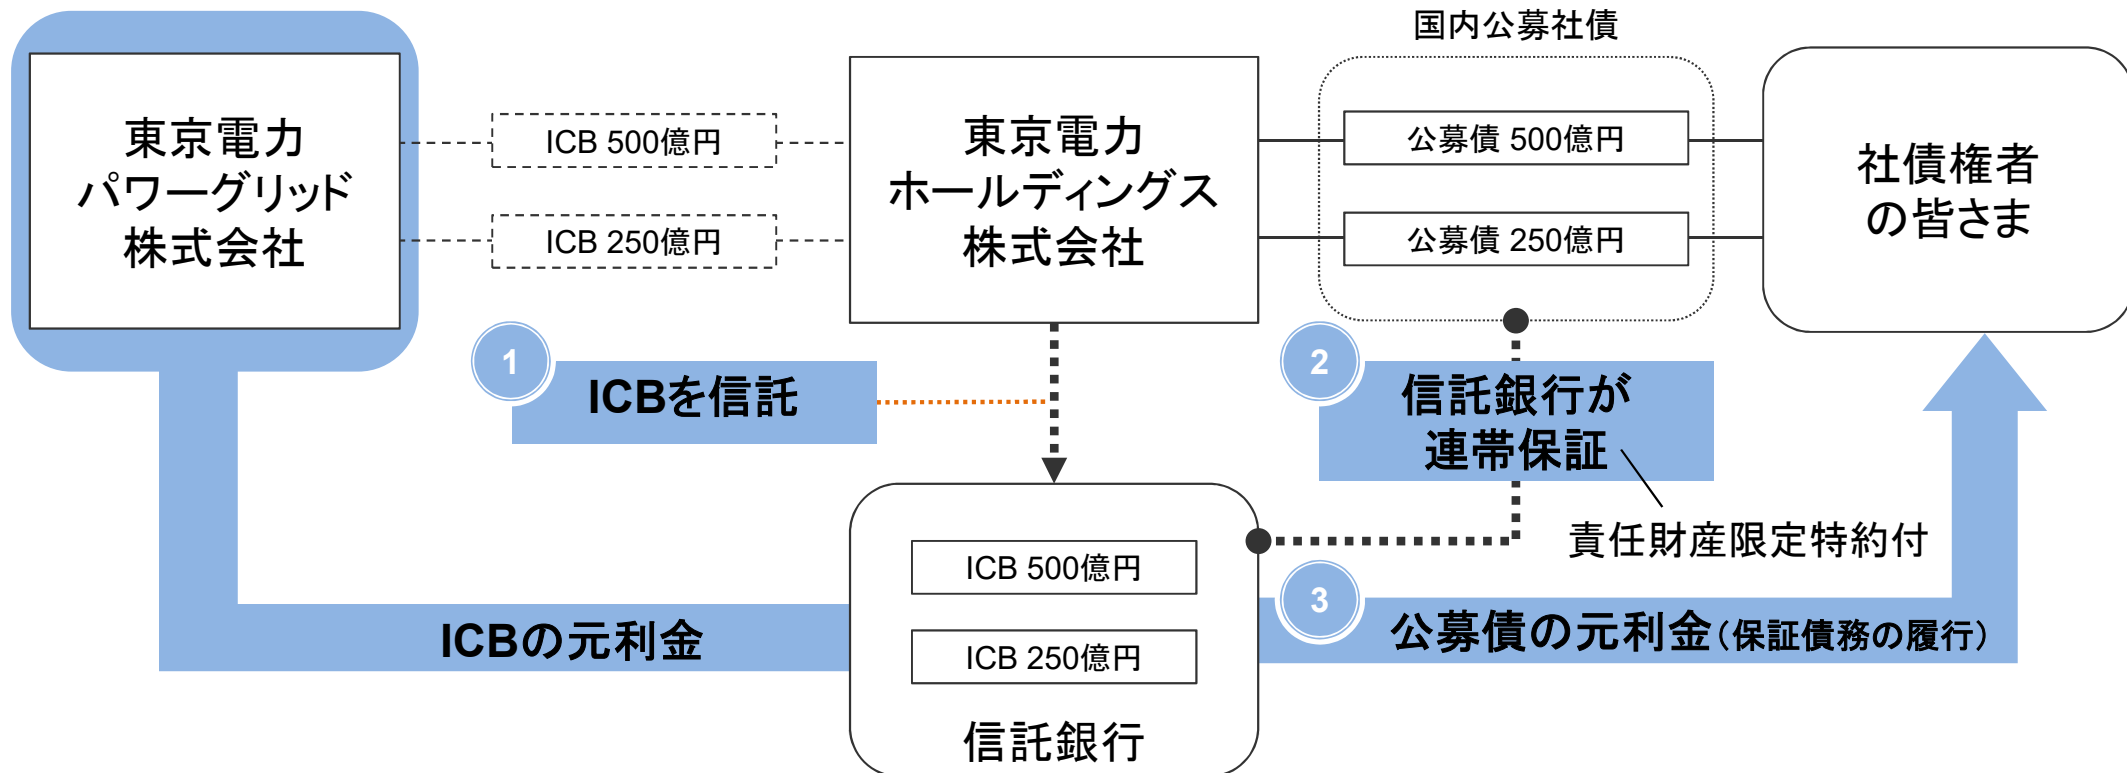 国内公募社債
東京電力
パワーグリッド
株式会社
ICB 500億円
ICB 250億円
東京電力
ホールディングス
株式会社
公募債 500億円
公募債 250億円
社債権者
の皆さま
1
ICBを信託
2
信託銀行が
連帯保証
責任財産限定特約付
ICB 500億円
ICB 250億円
信託銀行
ICBの元利金
3
公募債の元利金(保証債務の履行)